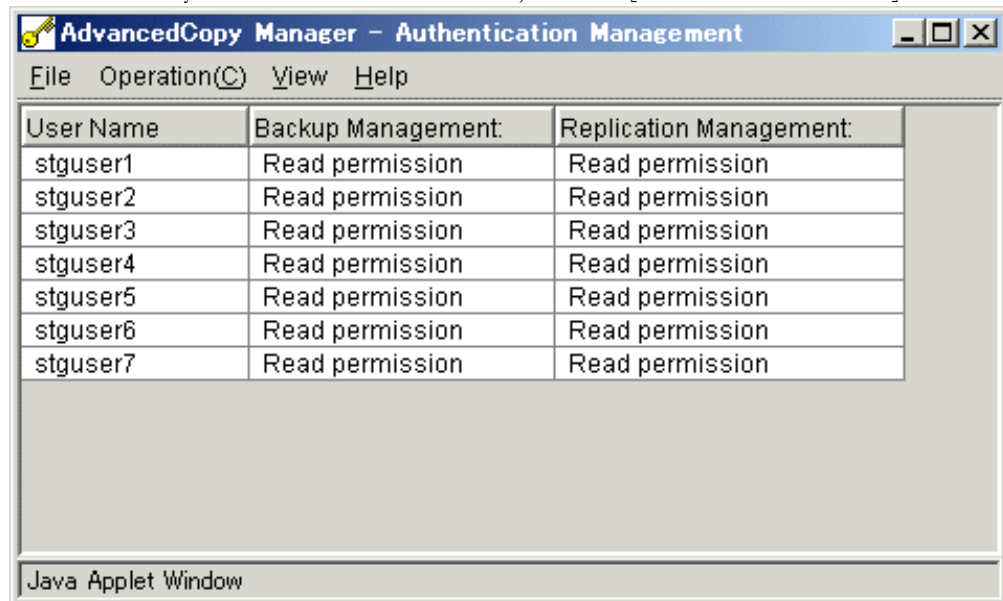 AdvancedCopy Manager - Authentication Management
File Operation(C) View Help
User Name Backup Management: Replication Management:
stguser1 Read permission Read permission
stguser2 Read permission Read permission
stguser3 Read permission Read permission
stguser4 Read permission Read permission
stguser5 Read permission Read permission
stguser6 Read permission Read permission
stguser7 Read permission Read permission
Java Applet Window